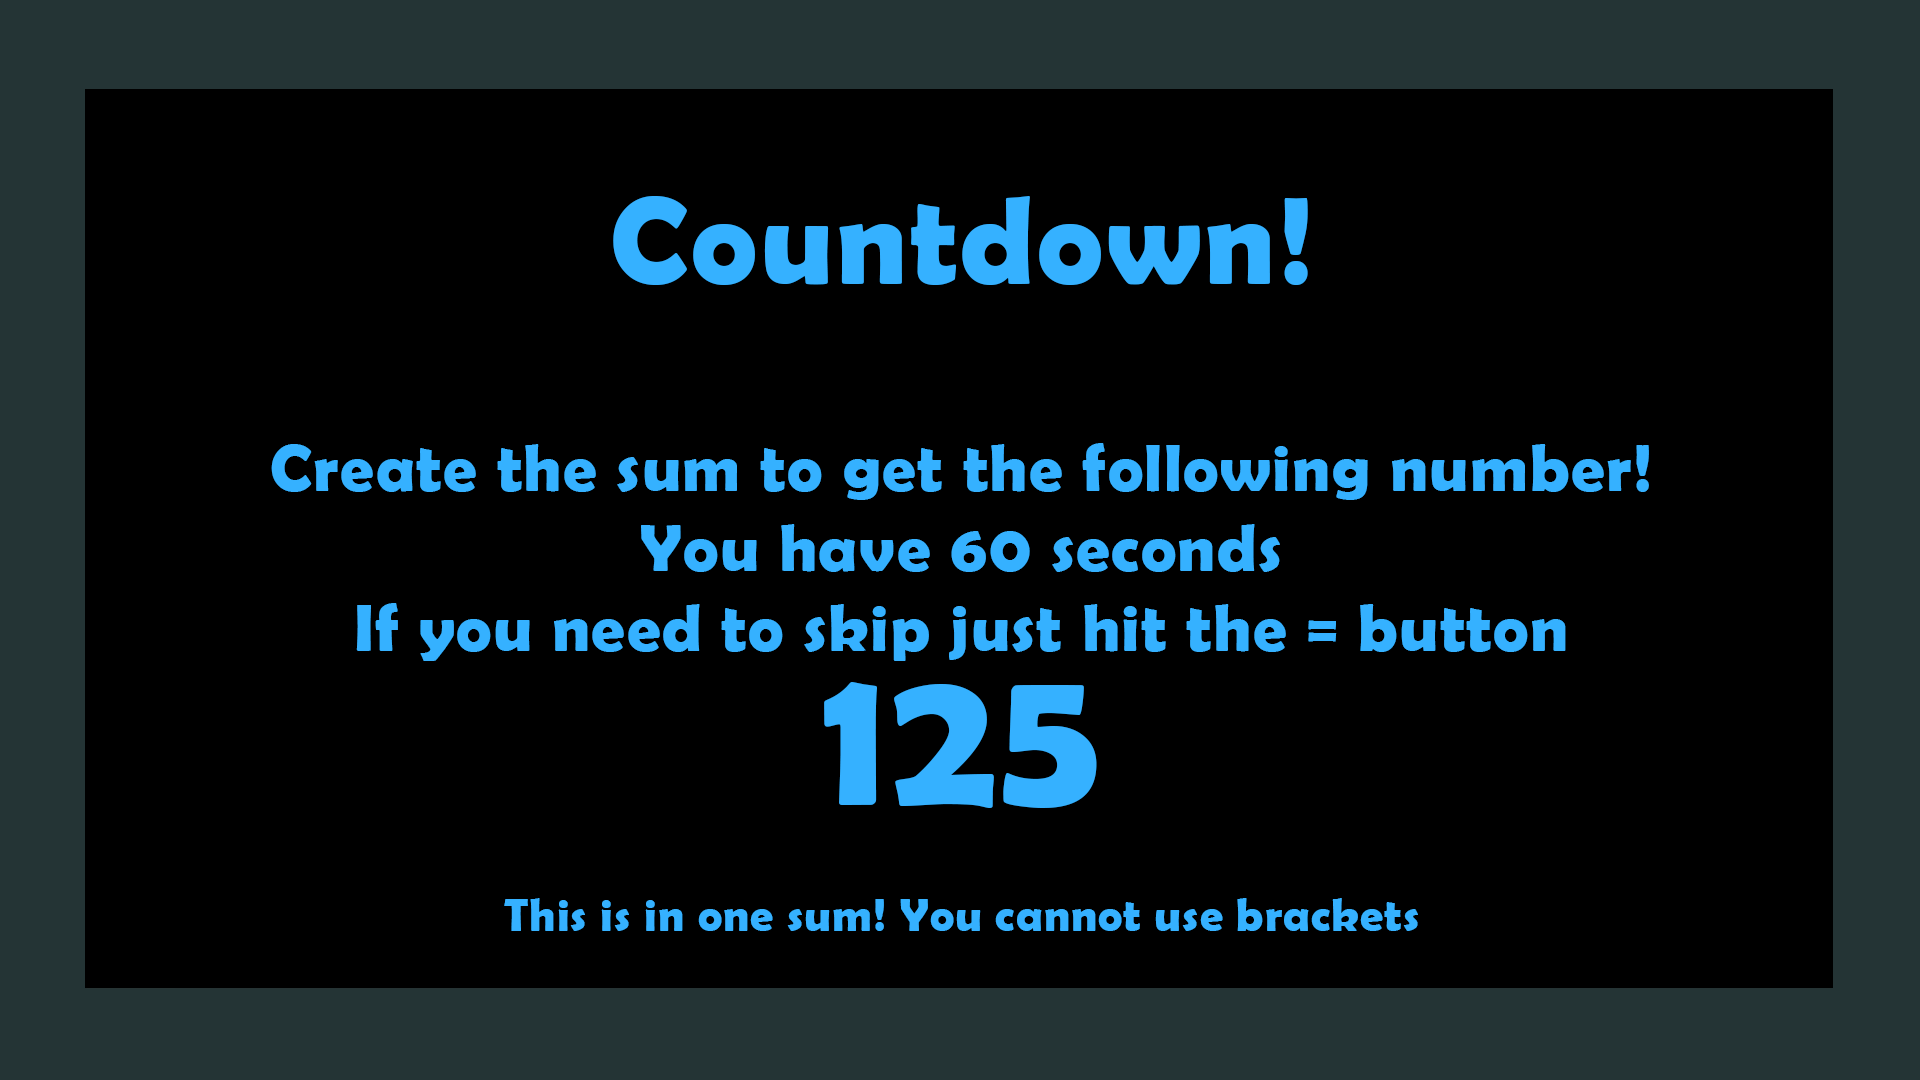 Countdown!
Create the sum to get the following number!
You have 60 seconds
If you need to skip just hit the = button
125
This is in one sum! You cannot use brackets